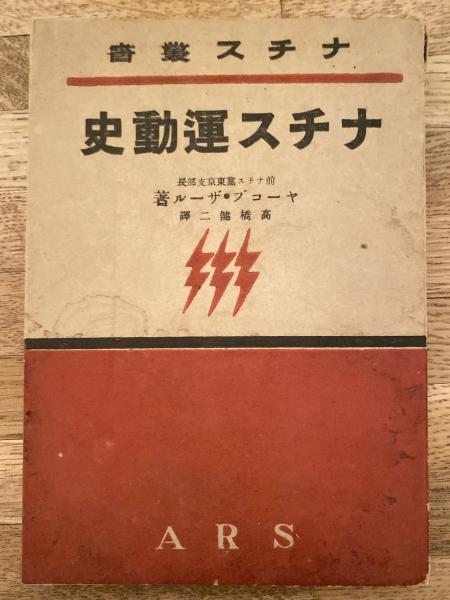 ナチス叢書
ナチス運動史
前ナチス黨東京支部長
ヤーコブ・ザール著
高橋健二譯
ARS